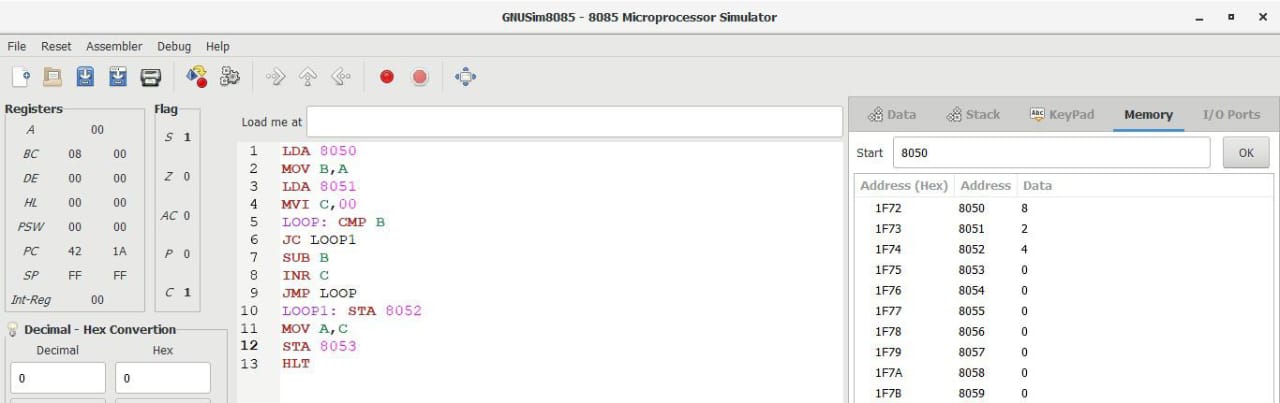 GNUSim8085 - 8085 Microprocessor Simulator
File Reset Assembler Debug Help
Registers
A 00
BC 08 00
DE 00 00
HL 00 00
PSW 00 00
PC 42 1A
SP FF FF
Int-Reg 00
Flag
S 1
Z 0
AC 0
P 0
C 1
Decimal - Hex Convertion
Decimal Hex
0 0
Load me at
1 LDA 8050
2 MOV B,A
3 LDA 8051
4 MVI C,00
5 LOOP: CMP B
6 JC LOOP1
7 SUB B
8 INR C
9 JMP LOOP
10 LOOP1: STA 8052
11 MOV A,C
12 STA 8053
13 HLT
Data Stack Abc KeyPad Memory I/O Ports
Start 8050 OK
Address (Hex) Address Data
1F72 8050 8
1F73 8051 2
1F74 8052 4
1F75 8053 0
1F76 8054 0
1F77 8055 0
1F78 8056 0
1F79 8057 0
1F7A 8058 0
1F7B 8059 0